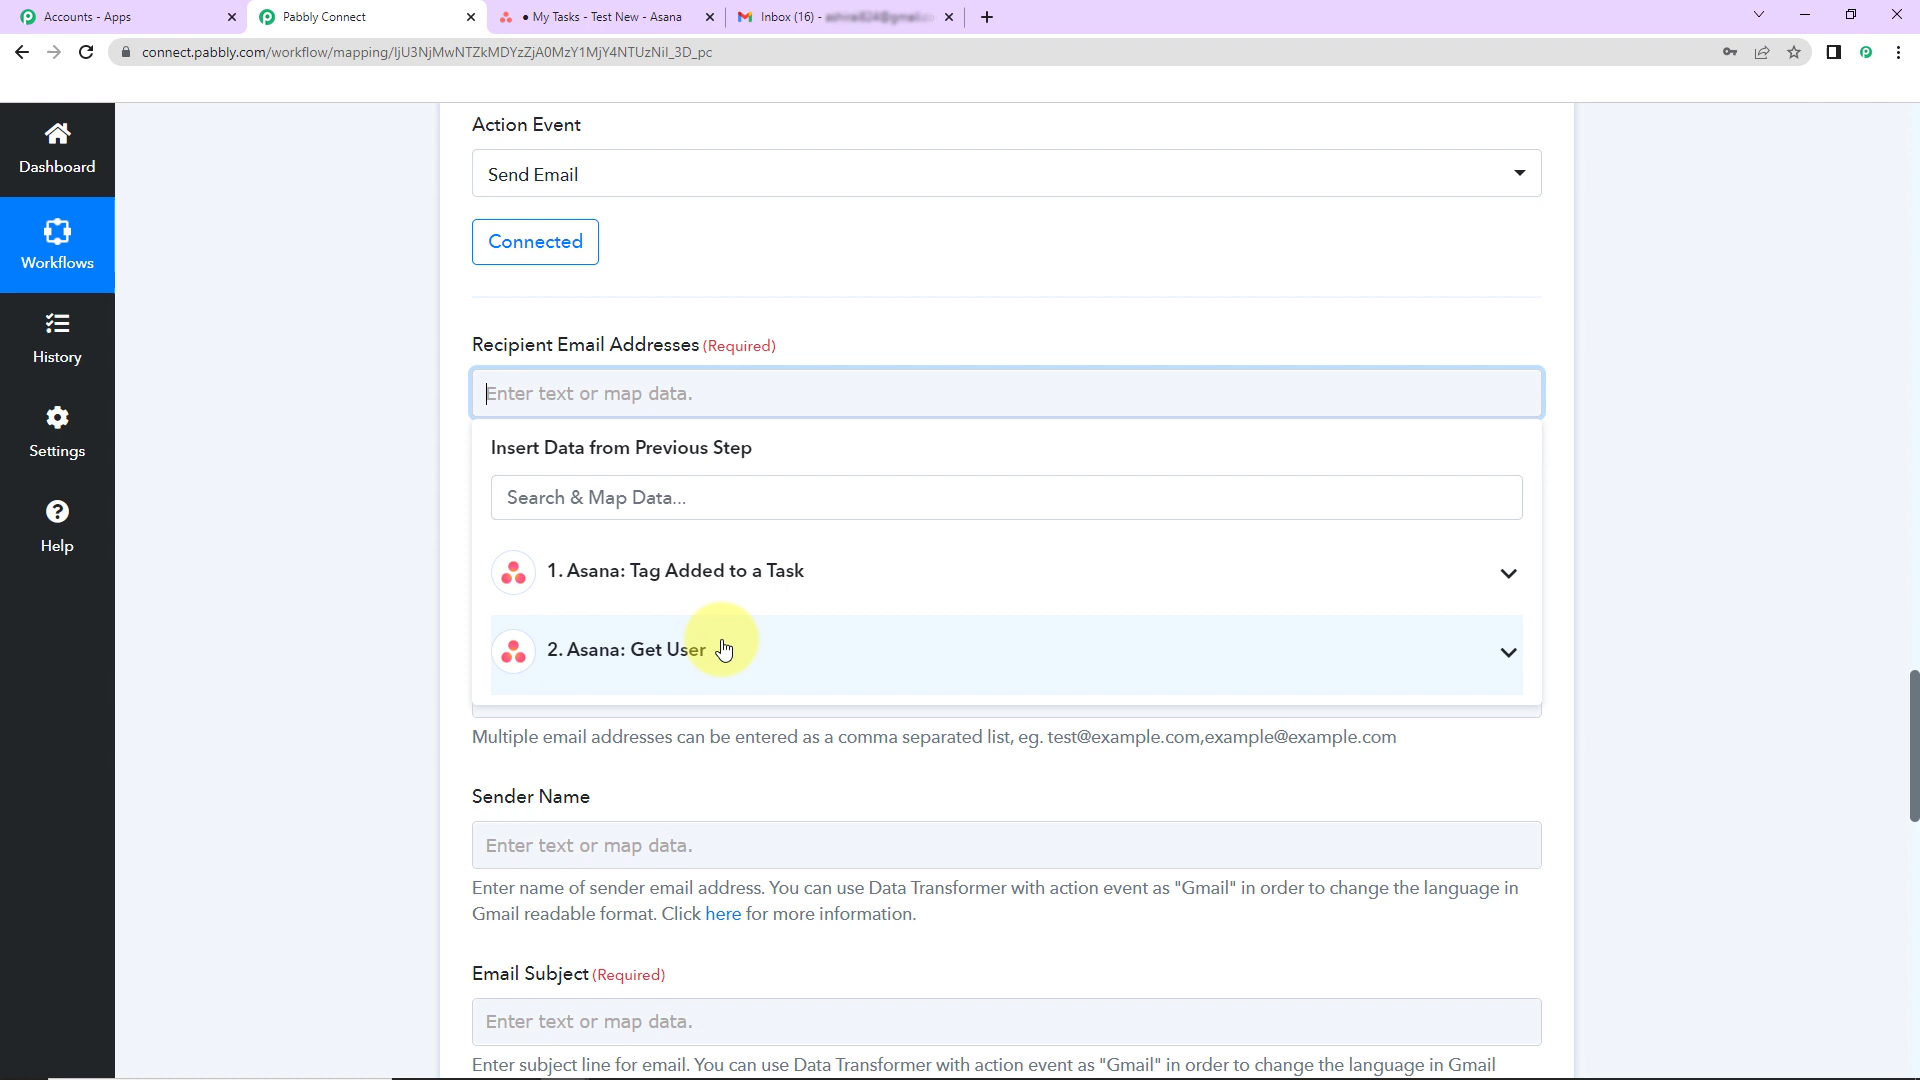 Accounts - Apps
Pabbly Connect
• My Tasks - Test New - Asana
Inbox (16) -
connect.pabbly.com/workflow/mapping/IjU3NjMwNTZkMDYzZjA0MzY1MjY4NTUzNiI_3D_pc
Dashboard
Workflows
History
Settings
Help
Action Event
Send Email
Connected
Recipient Email Addresses (Required)
Enter text or map data.
Insert Data from Previous Step
Search & Map Data...
1. Asana: Tag Added to a Task
2. Asana: Get User
Multiple email addresses can be entered as a comma separated list, eg. test@example.com,example@example.com
Sender Name
Enter text or map data.
Enter name of sender email address. You can use Data Transformer with action event as "Gmail" in order to change the language in
Gmail readable format. Click here for more information.
Email Subject (Required)
Enter text or map data.
Enter subject line for email. You can use Data Transformer with action event as "Gmail" in order to change the language in Gmail